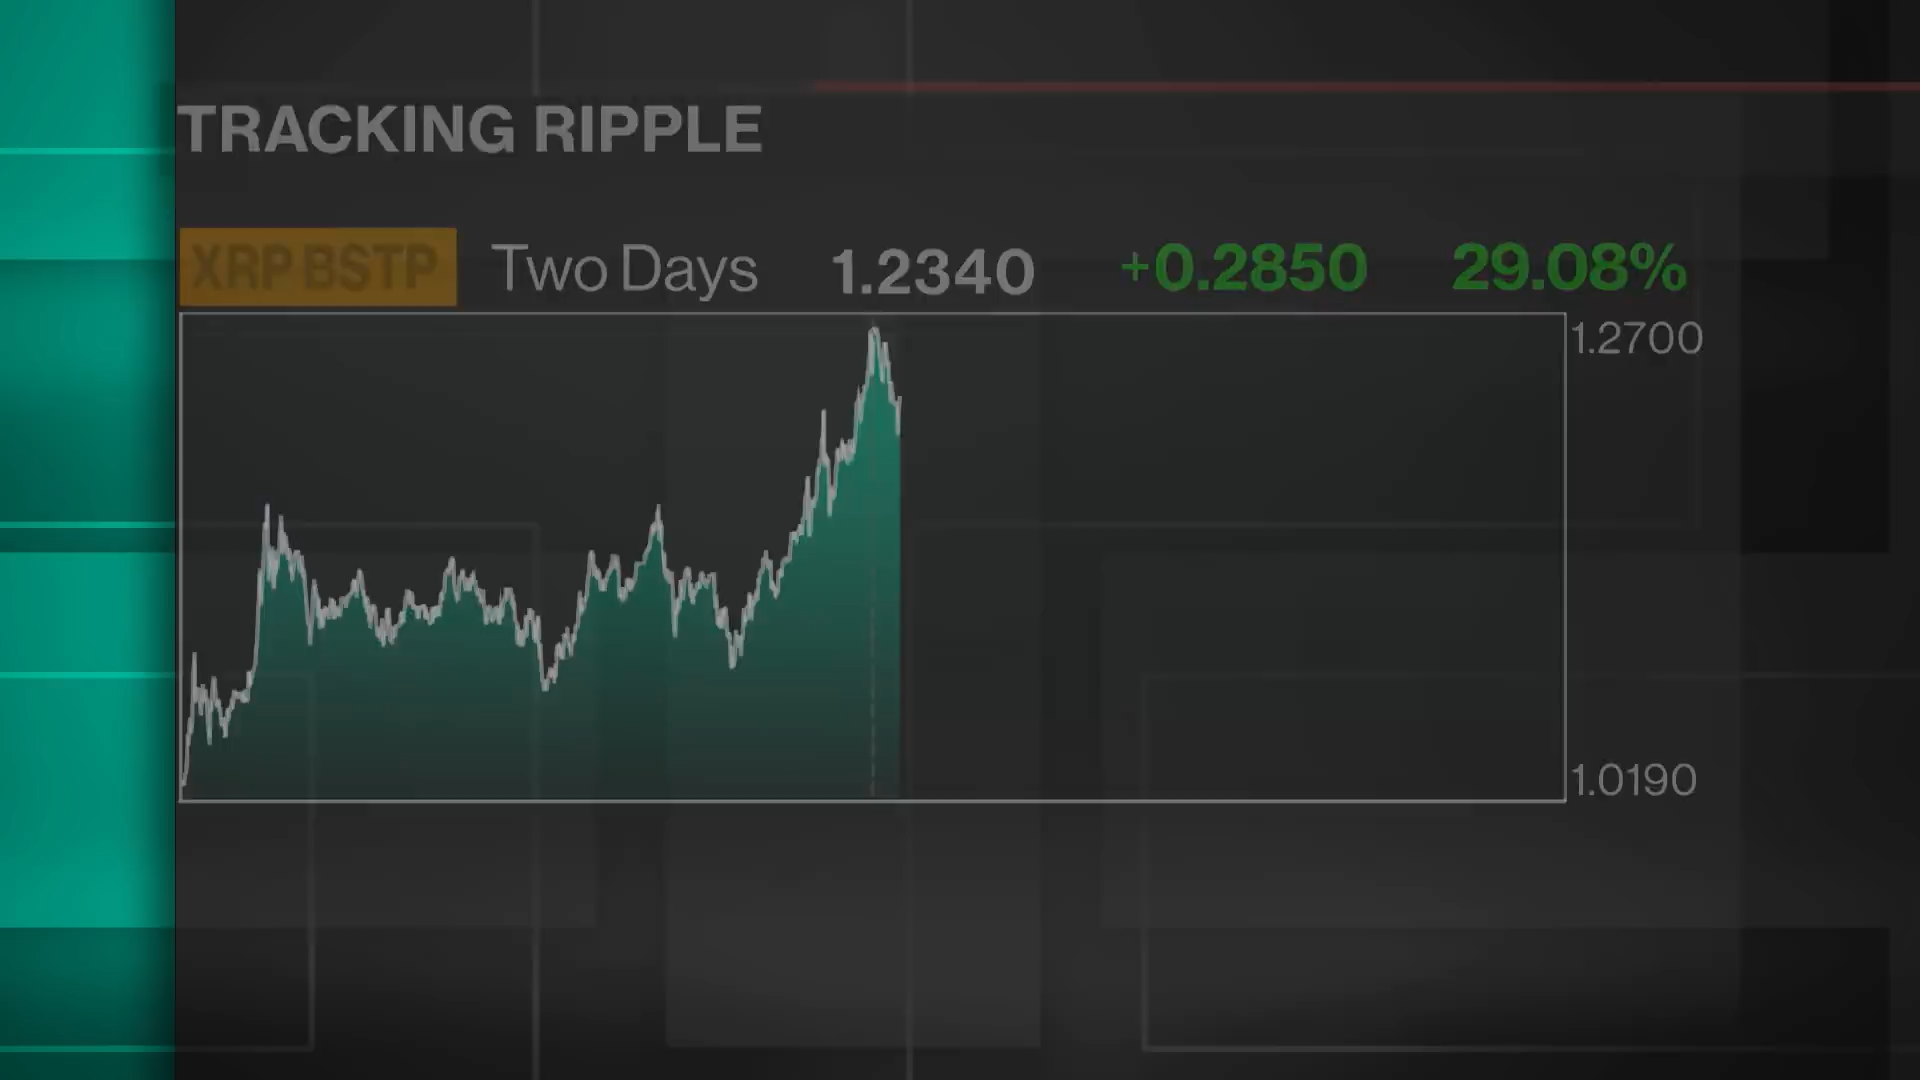 TRACKING RIPPLE
XRP BSTP Two Days 1.2340 +0.2850 29.08%
1.2700
1.0190